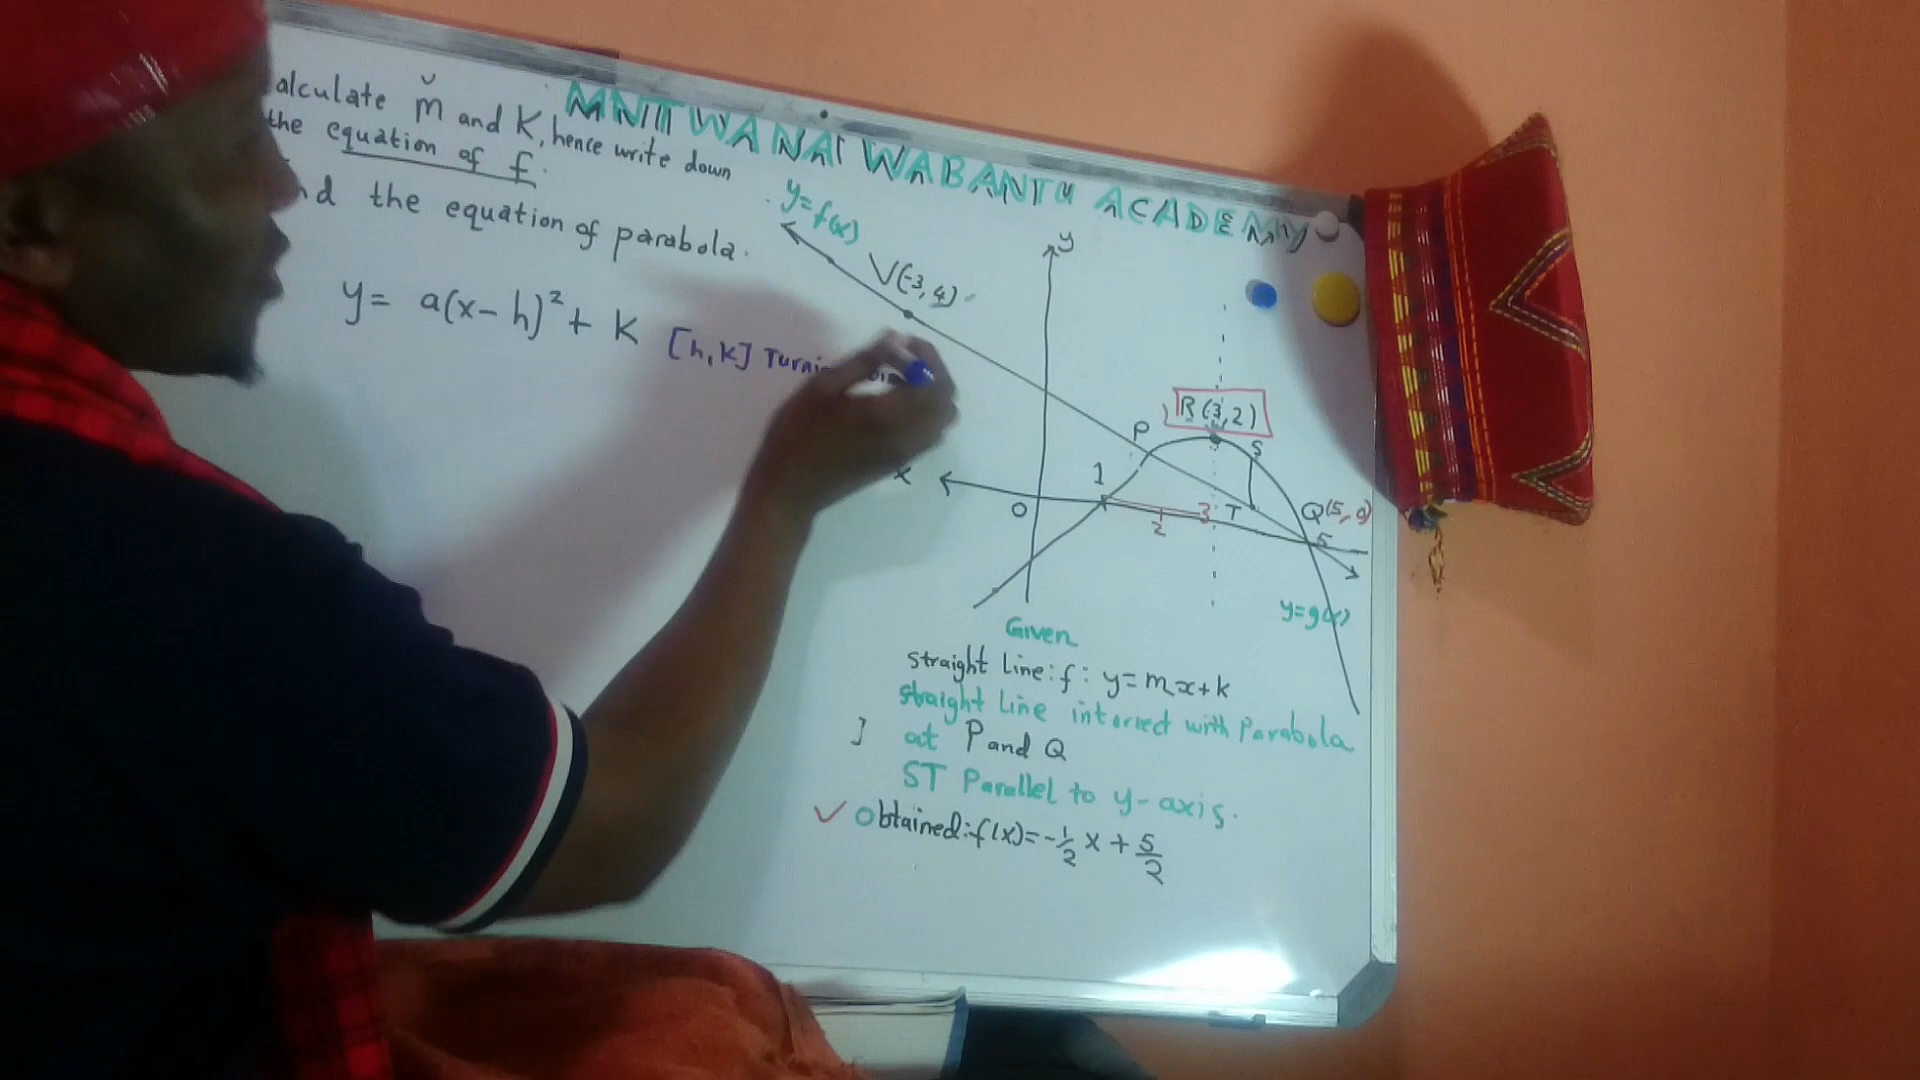 MNTWANA WABANTU ACADEMY
alculate m and K, hence write down
the equation of f.
nd the equation of parabola.
y = a(x - h)² + K [h, K] Turni
y = f(x)
V(-3, 4)
y
R(3, 2)
P
S
1
x
O
2
3
T
Q(5, 0)
5
y = g(x)
Given
straight Line: f: y = mx + k
straight Line intersect with Parabola
] at P and Q
ST Parallel to y-axis.
✓ Obtained: f(x) = -1/2 x + 5/2